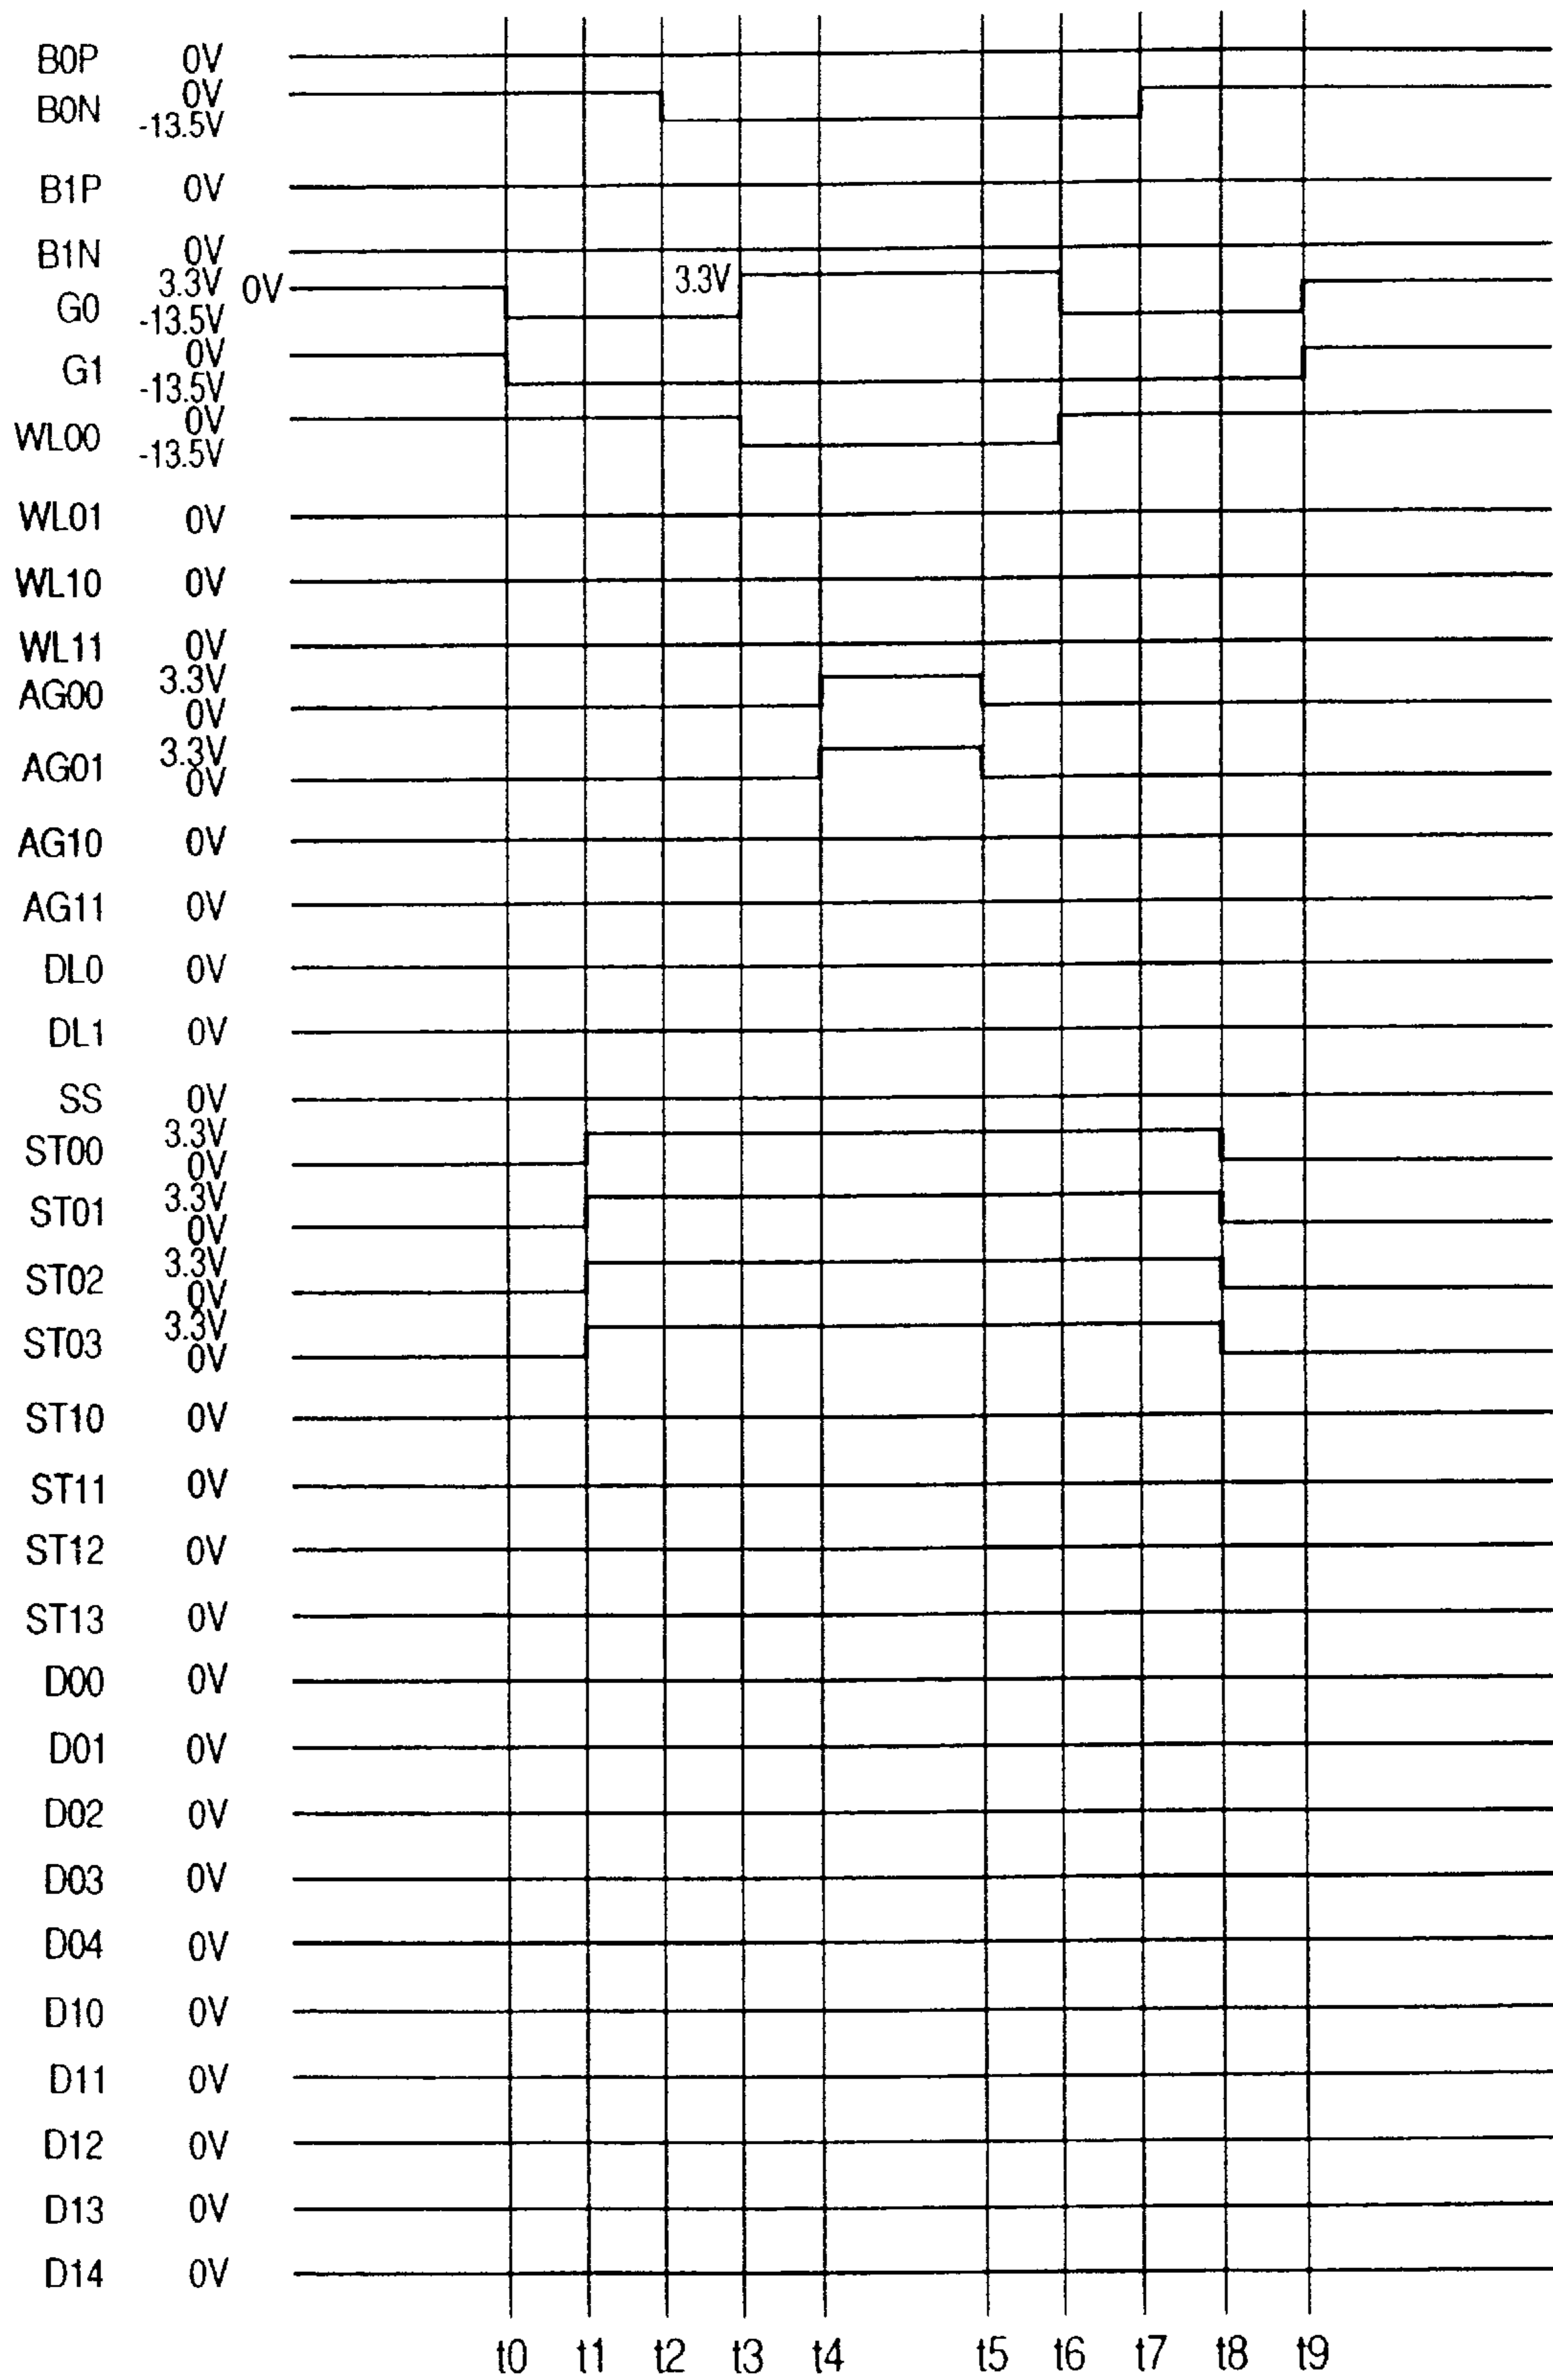 B0P 0V
B0N 0V -13.5V
B1P 0V
B1N 0V
G0 3.3V 0V -13.5V 3.3V
G1 0V -13.5V
WL00 0V -13.5V
WL01 0V
WL10 0V
WL11 0V
AG00 3.3V 0V
AG01 3.3V 0V
AG10 0V
AG11 0V
DL0 0V
DL1 0V
SS 0V
ST00 3.3V 0V
ST01 3.3V 0V
ST02 3.3V 0V
ST03 3.3V 0V
ST10 0V
ST11 0V
ST12 0V
ST13 0V
D00 0V
D01 0V
D02 0V
D03 0V
D04 0V
D10 0V
D11 0V
D12 0V
D13 0V
D14 0V
t0 t1 t2 t3 t4 t5 t6 t7 t8 t9